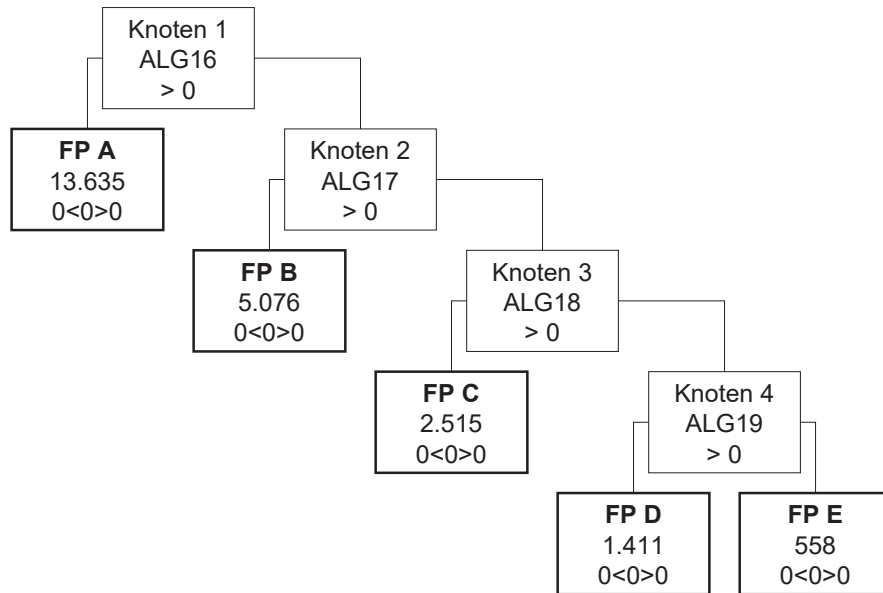 Knoten 1
ALG16
> 0
FP A
13.635
0<0>0
Knoten 2
ALG17
> 0
FP B
5.076
0<0>0
Knoten 3
ALG18
> 0
FP C
2.515
0<0>0
Knoten 4
ALG19
> 0
FP D
1.411
0<0>0
FP E
558
0<0>0